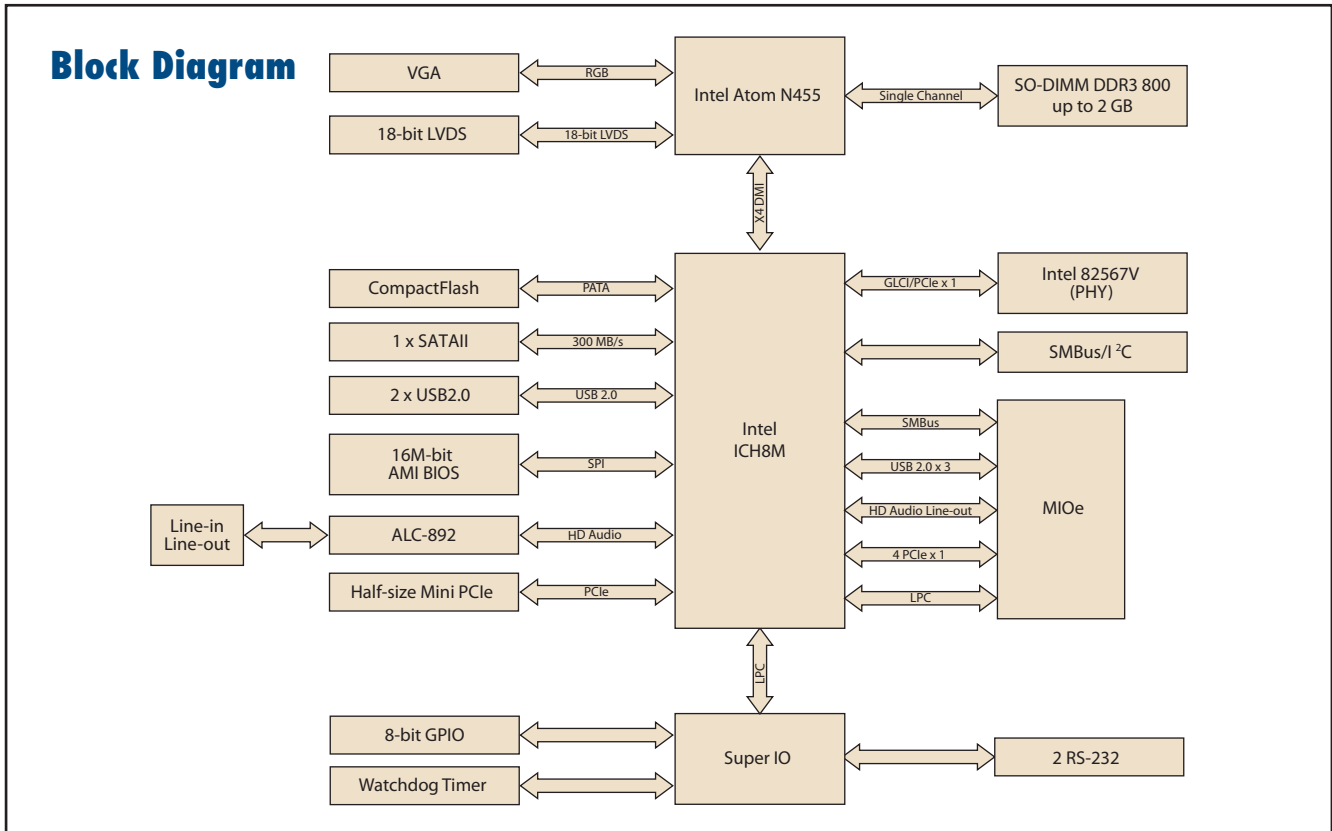 Block Diagram
VGA
RGB
Intel Atom N455
Single Channel
SO-DIMM DDR3 800
up to 2 GB
18-bit LVDS
18-bit LVDS
X4 DMI
CompactFlash
PATA
GLCI/PCIe x 1
Intel 82567V
(PHY)
1 x SATAII
300 MB/s
SMBus/I ²C
2 x USB2.0
USB 2.0
Intel
ICH8M
SMBus
USB 2.0 x 3
HD Audio Line-out
4 PCIe x 1
LPC
MIOe
16M-bit
AMI BIOS
SPI
Line-in
Line-out
ALC-892
HD Audio
Half-size Mini PCIe
PCIe
LPC
8-bit GPIO
Super IO
2 RS-232
Watchdog Timer